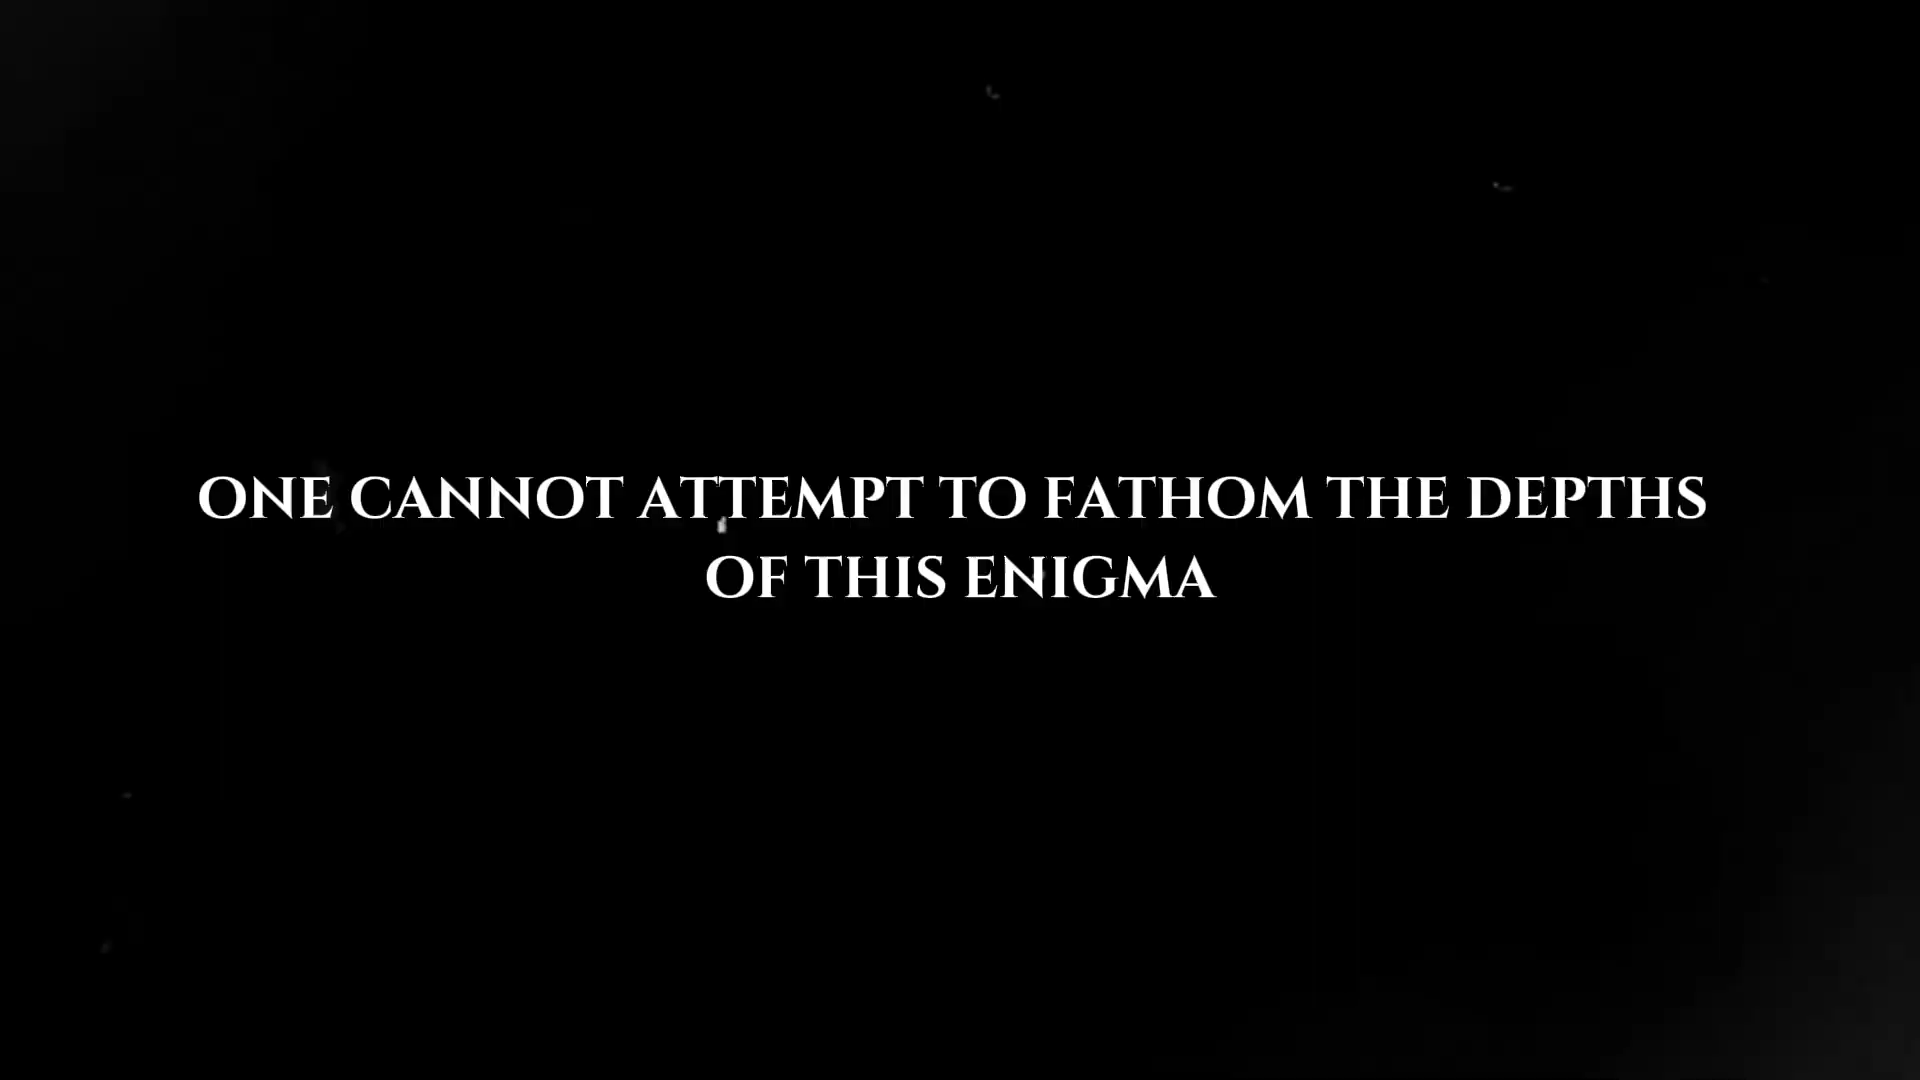 ONE CANNOT ATTEMPT TO FATHOM THE DEPTHS
OF THIS ENIGMA